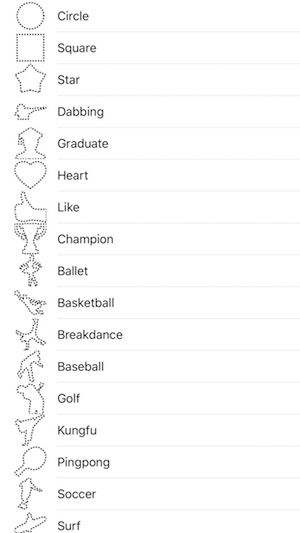 Circle
Square
Star
Dabbing
Graduate
Heart
Like
Champion
Ballet
Basketball
Breakdance
Baseball
Golf
Kungfu
Pingpong
Soccer
Surf